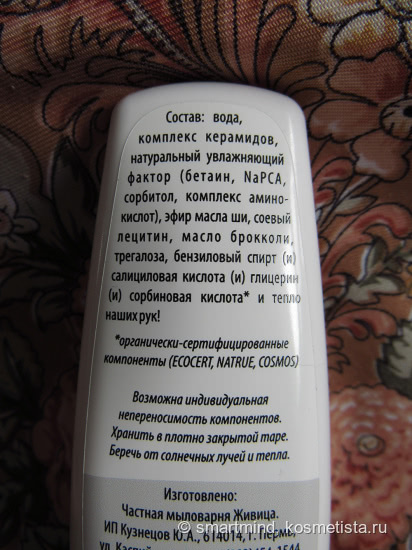 Состав: вода,
комплекс керамидов,
натуральный увлажняющий
фактор (бетаин, NaPCA,
сорбитол, комплекс амино-
кислот), эфир масла ши, соевый
лецитин, масло брокколи,
трегалоза, бензиловый спирт (и)
салициловая кислота (и) глицерин
(и) сорбиновая кислота* и тепло
наших рук!
*органически-сертифицированные
компоненты (ECOCERT, NATRUE, COSMOS)
Возможна индивидуальная
непереносимость компонентов.
Хранить в плотно закрытой таре.
Беречь от солнечных лучей и тепла.
Изготовлено:
Частная мыловарня Живица.
ИП Кузнецов Ю.А., 614014, г. Пермь,
ул.
© smartmind_kosmetista.ru